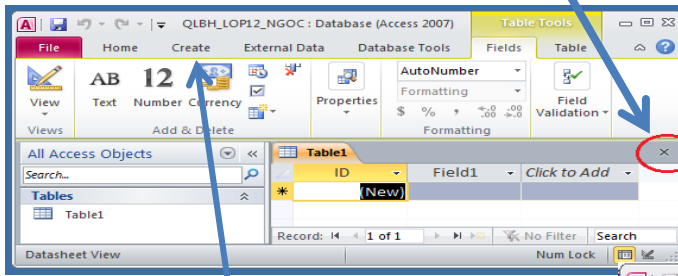 A QLBH_LOP12_NGOC : Database (Access 2007) Table Tools
File Home Create External Data Database Tools Fields Table
View
Views
AB
Text
12
Number
Currency
Add & Delete
Properties
AutoNumber
Formatting
$ % , .00 .00
Formatting
Field
Validation
All Access Objects
Search...
Tables
Table1
Table1
ID Field1 Click to Add
* (New)
Record: 1 of 1 No Filter Search
Datasheet View Num Lock